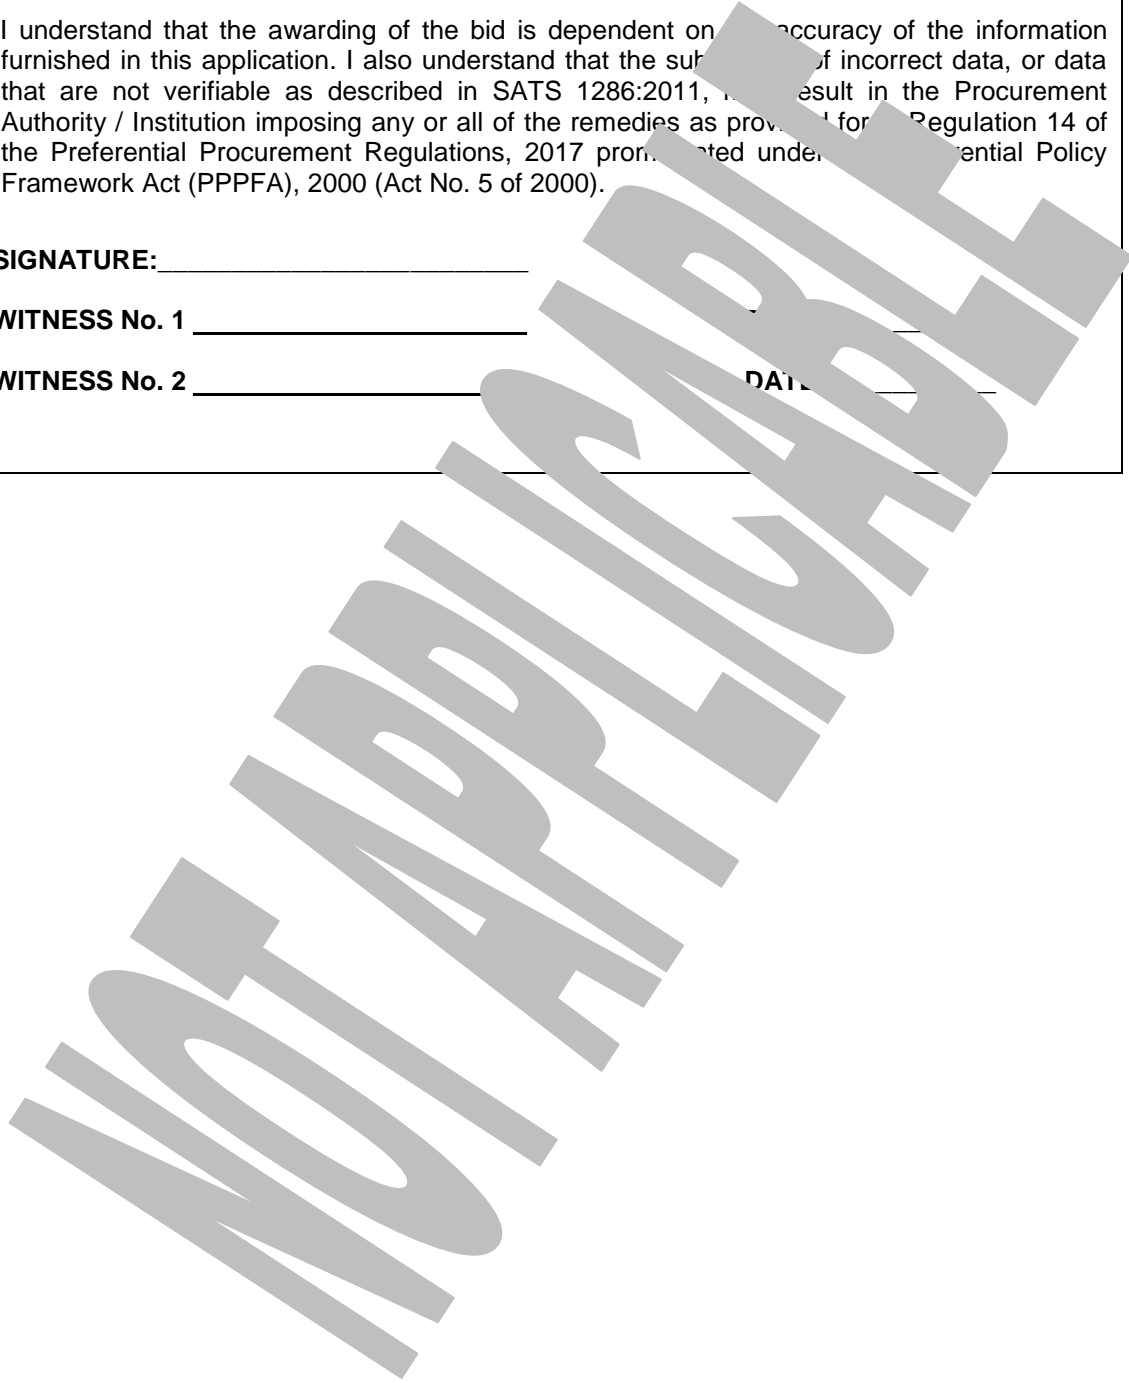 I understand that the awarding of the bid is dependent on accuracy of the information
furnished in this application. I also understand that the of incorrect data, or data
that are not verifiable as described in SATS 1286:2011, in the Procurement
Authority / Institution imposing any or all of the remedies as for Regulation 14 of
the Preferential Procurement Regulations, 2017 Policy
Framework Act (PPPFA), 2000 (Act No. 5 of 2000).
SIGNATURE:_________________________
WITNESS No. 1
WITNESS No. 2 DATE
NOT APPLICABLE